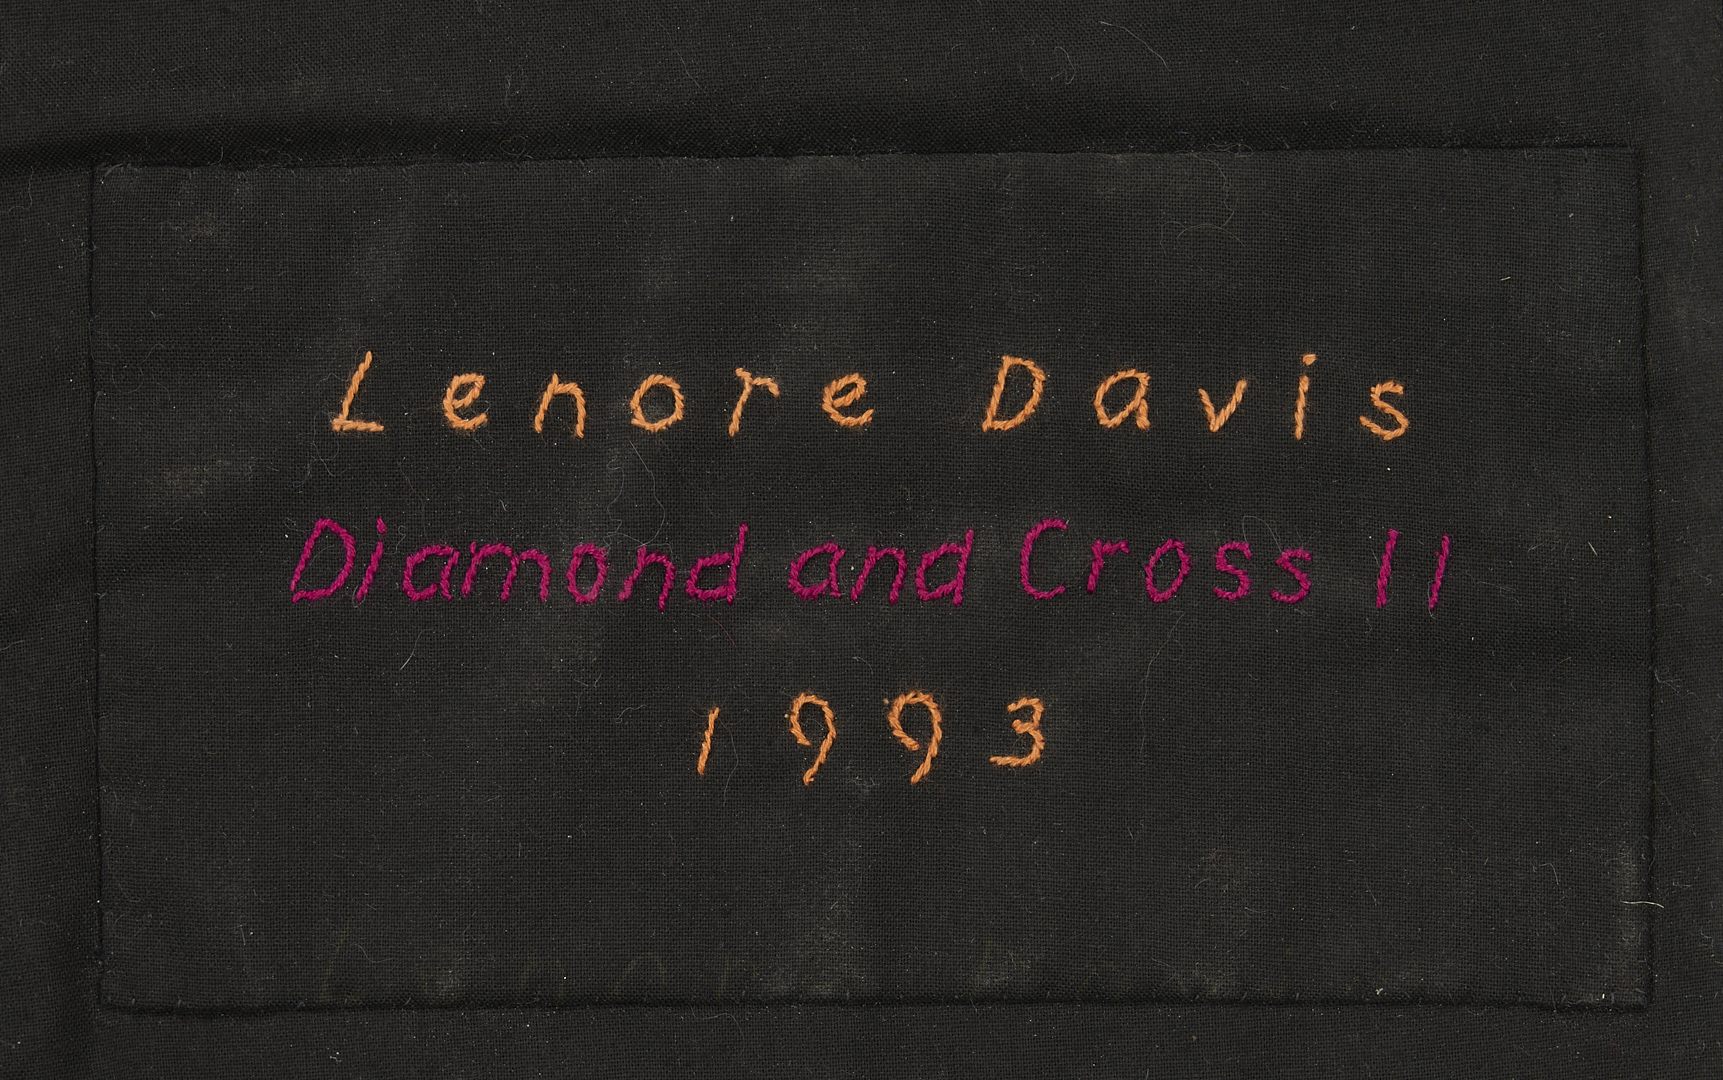 Lenore Davis
Diamond and Cross II
1993